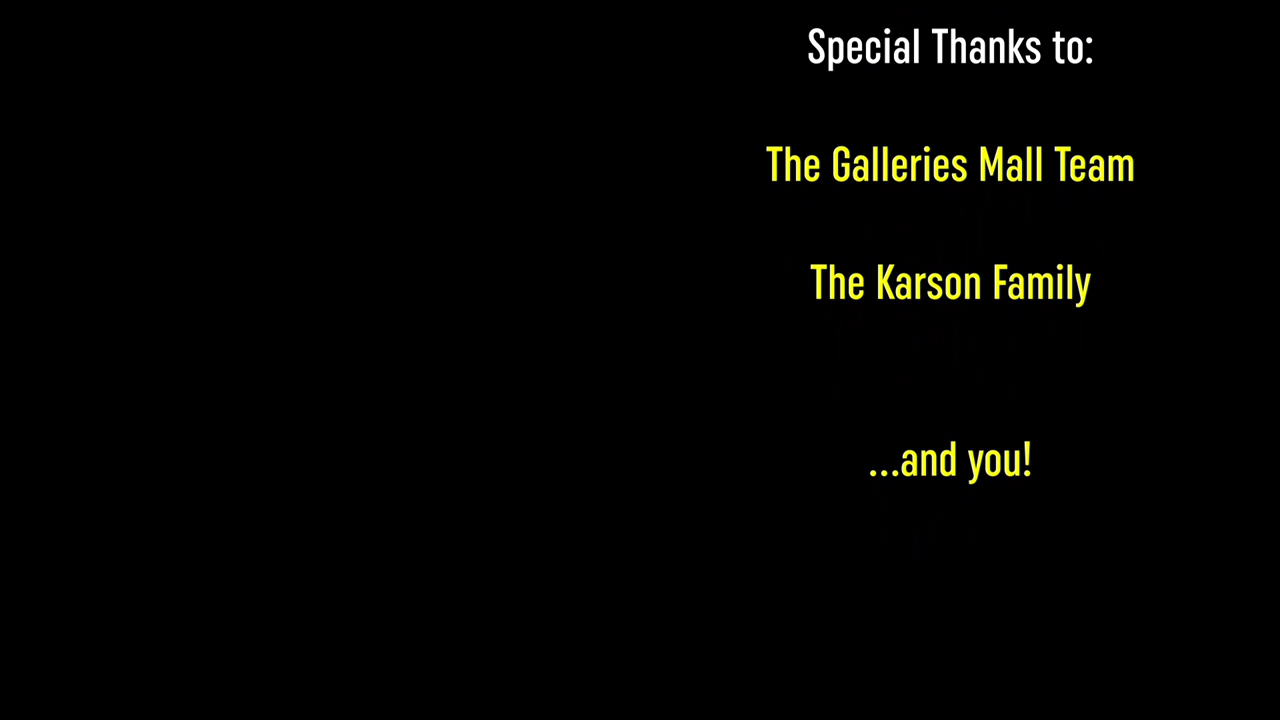 Special Thanks to:
The Galleries Mall Team
The Karson Family
...and you!